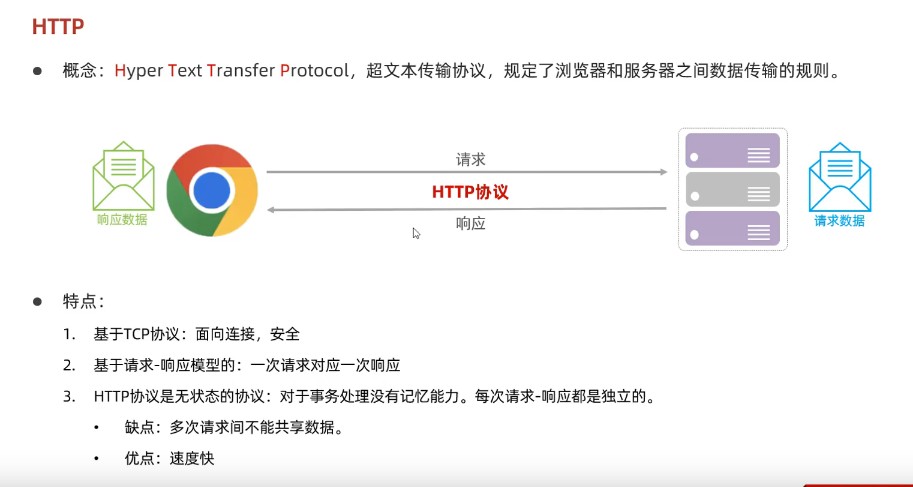 HTTP
● 概念：Hyper Text Transfer Protocol，超文本传输协议，规定了浏览器和服务器之间数据传输的规则。
请求
HTTP协议
响应
响应数据
请求数据
● 特点：
1. 基于TCP协议：面向连接，安全
2. 基于请求-响应模型的：一次请求对应一次响应
3. HTTP协议是无状态的协议：对于事务处理没有记忆能力。每次请求-响应都是独立的。
• 缺点：多次请求间不能共享数据。
• 优点：速度快